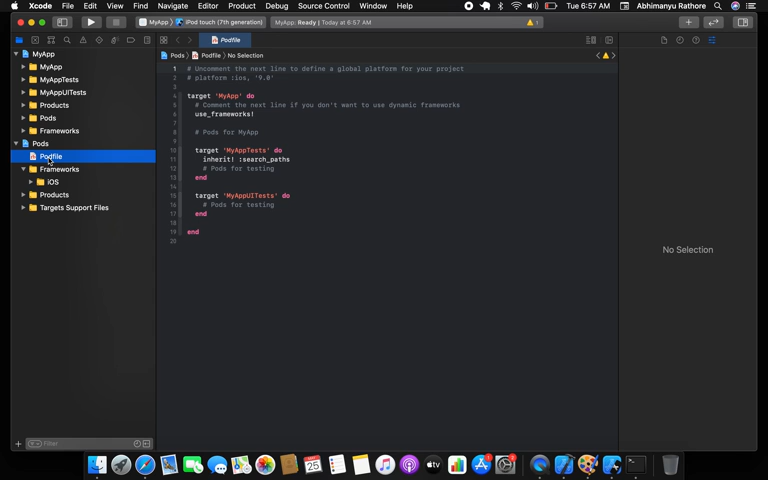 Xcode File Edit View Find Navigate Editor Product Debug Source Control Window Help Tue 6:57 AM Abhimanyu Rathore
MyApp 〉 iPod touch (7th generation) MyApp: Ready | Today at 6:57 AM 1
Podfile
MyApp
MyApp
MyAppTests
MyAppUITests
Products
Pods
Frameworks
Pods
Podfile
Frameworks
iOS
Products
Targets Support Files
Filter
Pods 〉 Podfile 〉 No Selection
1 # Uncomment the next line to define a global platform for your project
2 # platform :ios, '9.0'
3
4 target 'MyApp' do
5 # Comment the next line if you don't want to use dynamic frameworks
6 use_frameworks!
7
8 # Pods for MyApp
9
10 target 'MyAppTests' do
11 inherit! :search_paths
12 # Pods for testing
13 end
14
15 target 'MyAppUITests' do
16 # Pods for testing
17 end
18
19 end
20
No Selection
MAY
25
tv
1
2